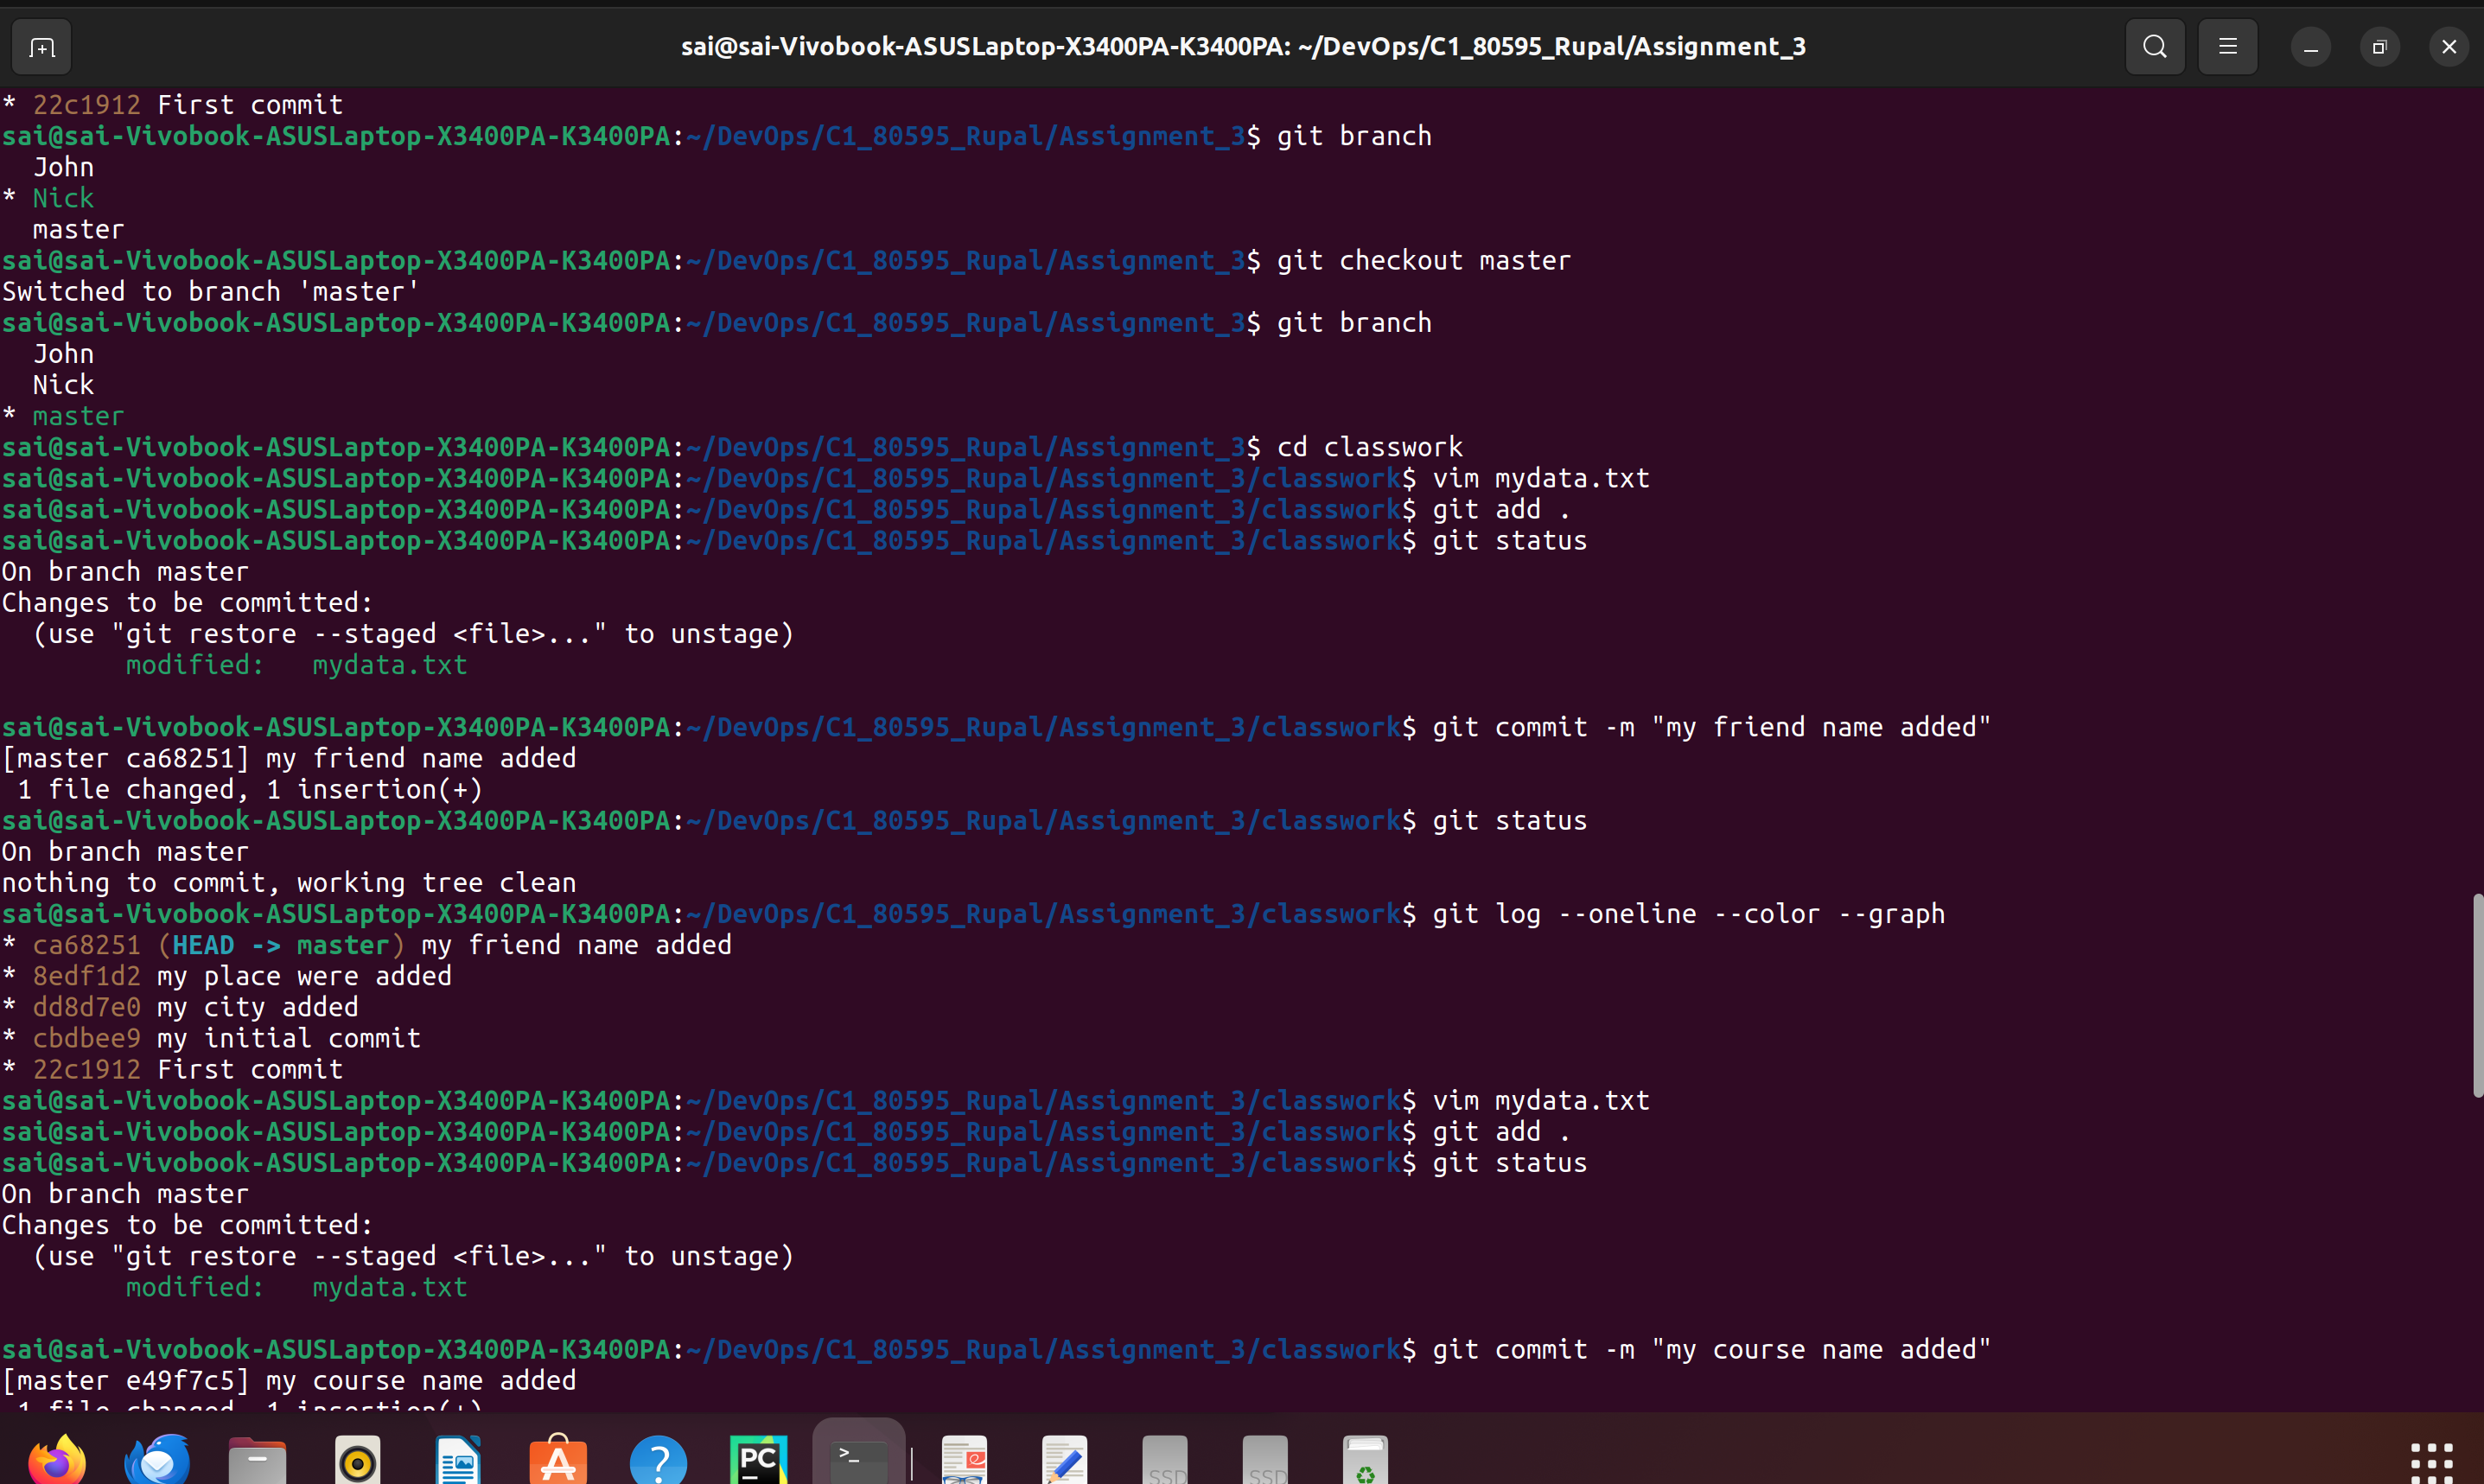 sai@sai-Vivobook-ASUSLaptop-X3400PA-K3400PA: ~/DevOps/C1_80595_Rupal/Assignment_3
* 22c1912 First commit
sai@sai-Vivobook-ASUSLaptop-X3400PA-K3400PA:~/DevOps/C1_80595_Rupal/Assignment_3$ git branch
  John
* Nick
  master
sai@sai-Vivobook-ASUSLaptop-X3400PA-K3400PA:~/DevOps/C1_80595_Rupal/Assignment_3$ git checkout master
Switched to branch 'master'
sai@sai-Vivobook-ASUSLaptop-X3400PA-K3400PA:~/DevOps/C1_80595_Rupal/Assignment_3$ git branch
  John
  Nick
* master
sai@sai-Vivobook-ASUSLaptop-X3400PA-K3400PA:~/DevOps/C1_80595_Rupal/Assignment_3$ cd classwork
sai@sai-Vivobook-ASUSLaptop-X3400PA-K3400PA:~/DevOps/C1_80595_Rupal/Assignment_3/classwork$ vim mydata.txt
sai@sai-Vivobook-ASUSLaptop-X3400PA-K3400PA:~/DevOps/C1_80595_Rupal/Assignment_3/classwork$ git add .
sai@sai-Vivobook-ASUSLaptop-X3400PA-K3400PA:~/DevOps/C1_80595_Rupal/Assignment_3/classwork$ git status
On branch master
Changes to be committed:
  (use "git restore --staged <file>..." to unstage)
        modified:   mydata.txt

sai@sai-Vivobook-ASUSLaptop-X3400PA-K3400PA:~/DevOps/C1_80595_Rupal/Assignment_3/classwork$ git commit -m "my friend name added"
[master ca68251] my friend name added
 1 file changed, 1 insertion(+)
sai@sai-Vivobook-ASUSLaptop-X3400PA-K3400PA:~/DevOps/C1_80595_Rupal/Assignment_3/classwork$ git status
On branch master
nothing to commit, working tree clean
sai@sai-Vivobook-ASUSLaptop-X3400PA-K3400PA:~/DevOps/C1_80595_Rupal/Assignment_3/classwork$ git log --oneline --color --graph
* ca68251 (HEAD -> master) my friend name added
* 8edf1d2 my place were added
* dd8d7e0 my city added
* cbdbee9 my initial commit
* 22c1912 First commit
sai@sai-Vivobook-ASUSLaptop-X3400PA-K3400PA:~/DevOps/C1_80595_Rupal/Assignment_3/classwork$ vim mydata.txt
sai@sai-Vivobook-ASUSLaptop-X3400PA-K3400PA:~/DevOps/C1_80595_Rupal/Assignment_3/classwork$ git add .
sai@sai-Vivobook-ASUSLaptop-X3400PA-K3400PA:~/DevOps/C1_80595_Rupal/Assignment_3/classwork$ git status
On branch master
Changes to be committed:
  (use "git restore --staged <file>..." to unstage)
        modified:   mydata.txt

sai@sai-Vivobook-ASUSLaptop-X3400PA-K3400PA:~/DevOps/C1_80595_Rupal/Assignment_3/classwork$ git commit -m "my course name added"
[master e49f7c5] my course name added
 1 file changed, 1 insertion(+)
PC
>_
SSD
SSD